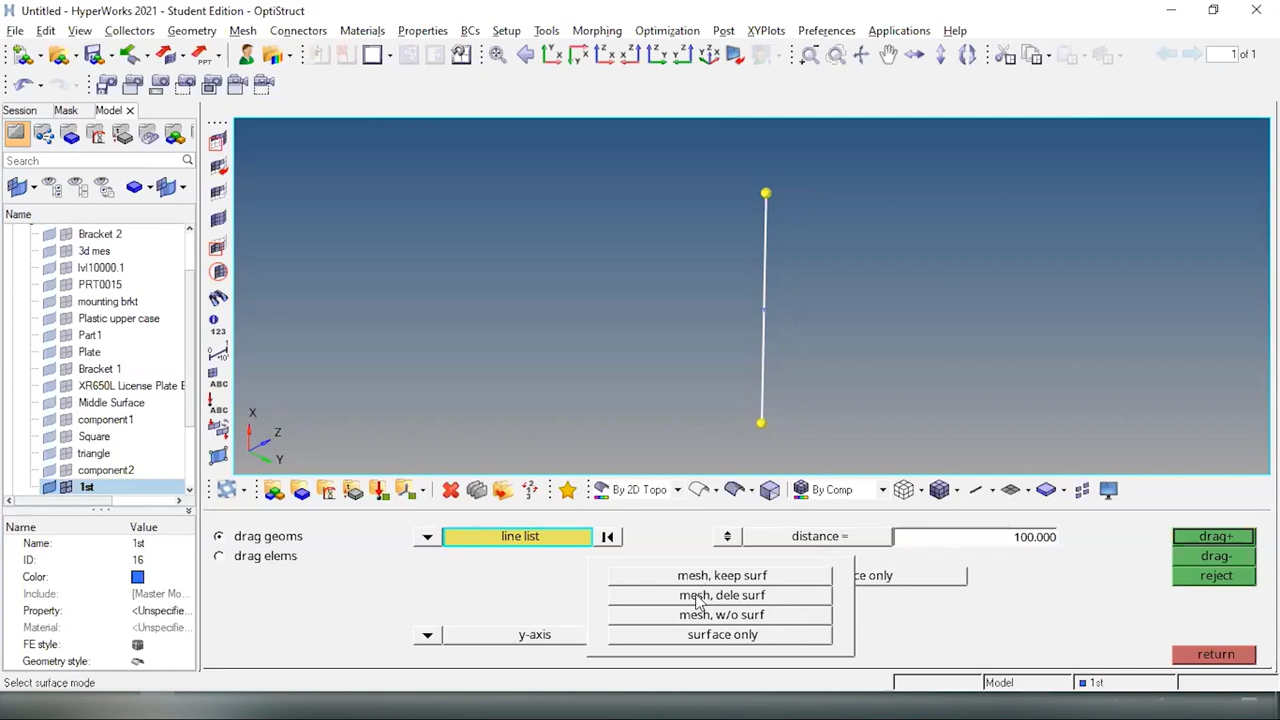 Untitled - HyperWorks 2021 - Student Edition - OptiStruct
File Edit View Collectors Geometry Mesh Connectors Materials Properties BCs Setup Tools Morphing Optimization Post XYPlots Preferences Applications Help
PPT
1 of 1
Session Mask Model
Search
Name
Bracket 2
3d mes
lvl10000.1
PRT0015
mounting brkt
Plastic upper case
Part1
Plate
Bracket 1
XR650L License Plate E
Middle Surface
component1
Square
triangle
component2
1st
123
ABC
ABC
X
Z
Y
By 2D Topo
By Comp
Name Value
Name: 1st
ID: 16
Color:
Include: [Master Mo
Property: <Unspecifie
Material: <Unspecifie
FE style:
Geometry style:
drag geoms
drag elems
line list
distance = 100.000
mesh, keep surf
mesh, dele surf
mesh, w/o surf
surface only
ce only
y-axis
drag+
drag-
reject
return
Select surface mode
Model
1st